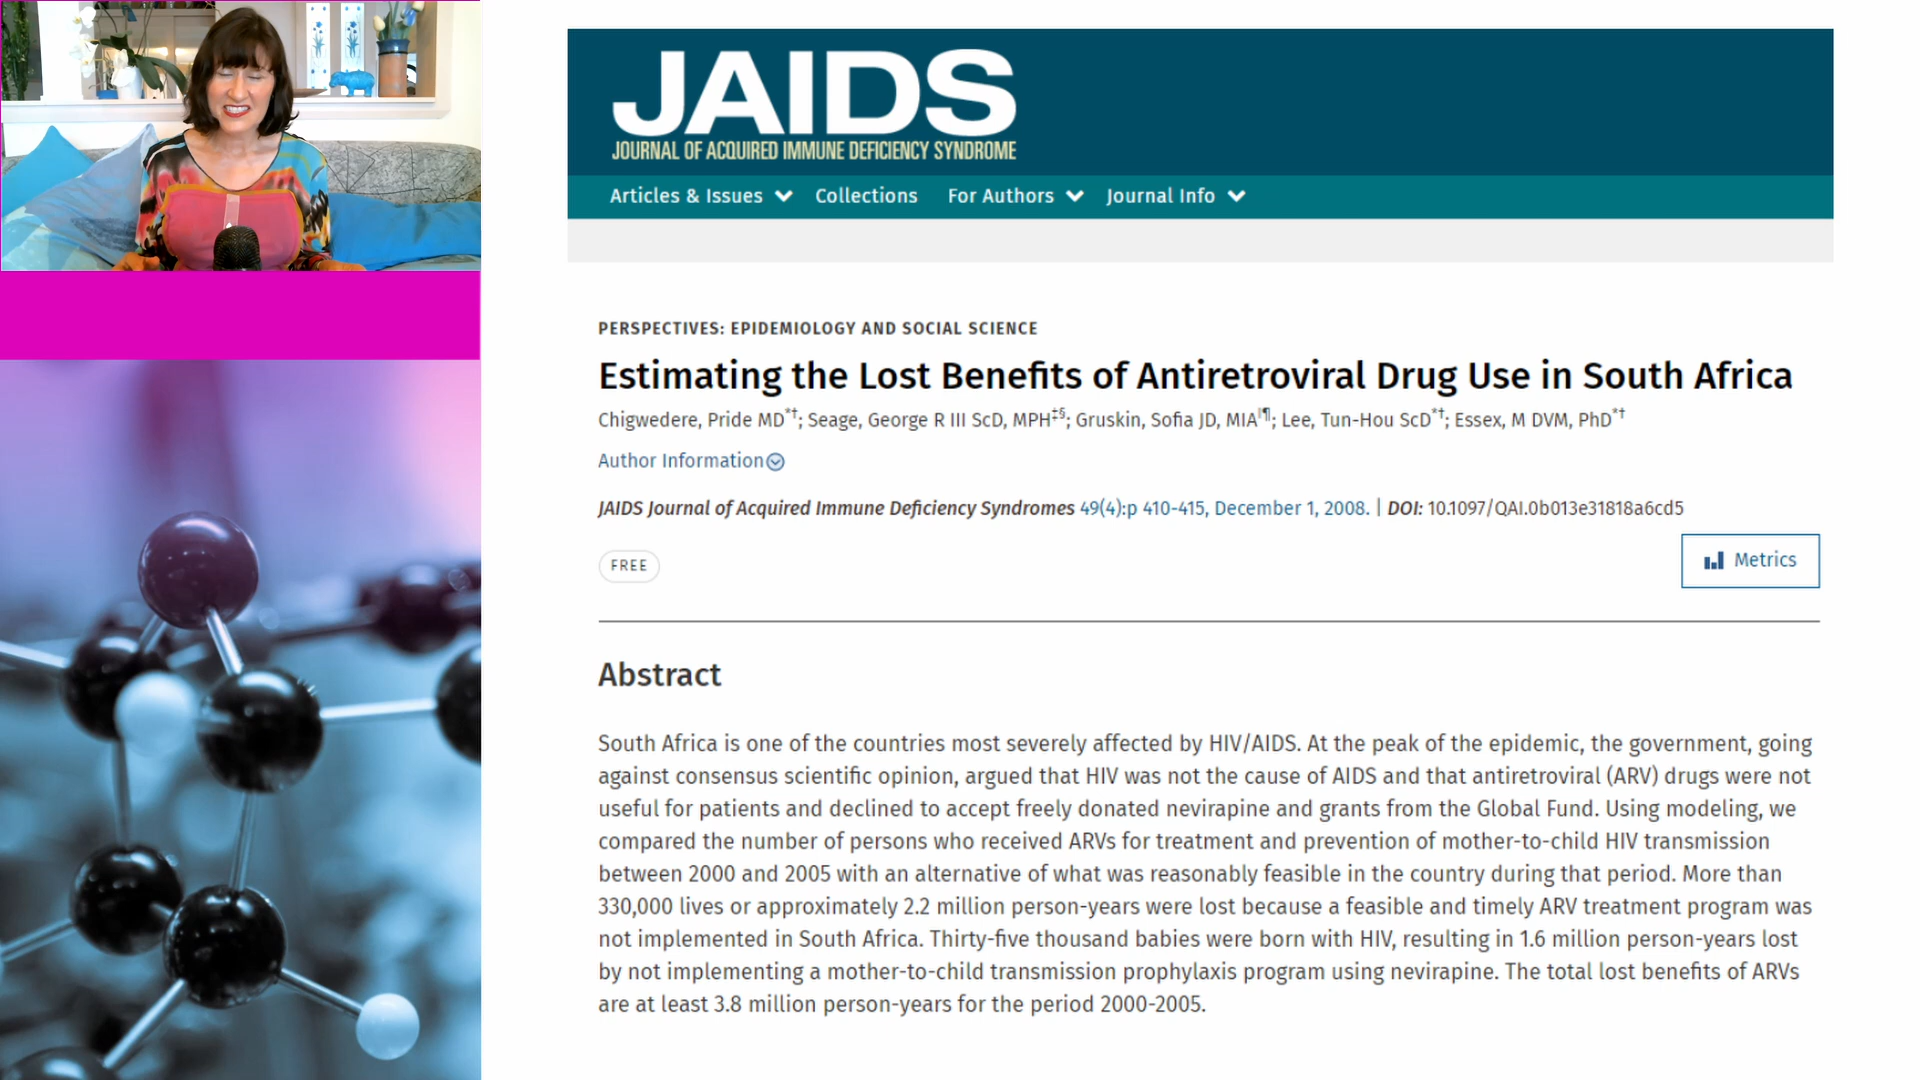 JAIDS
JOURNAL OF ACQUIRED IMMUNE DEFICIENCY SYNDROME
Articles & Issues Collections For Authors Journal Info
PERSPECTIVES: EPIDEMIOLOGY AND SOCIAL SCIENCE
Estimating the Lost Benefits of Antiretroviral Drug Use in South Africa
Chigwedere, Pride MD*†; Seage, George R III ScD, MPH‡§; Gruskin, Sofia JD, MIA∥¶; Lee, Tun-Hou ScD*†; Essex, M DVM, PhD*†
Author Information
JAIDS Journal of Acquired Immune Deficiency Syndromes 49(4):p 410-415, December 1, 2008. | DOI: 10.1097/QAI.0b013e31818a6cd5
FREE
Metrics
Abstract
South Africa is one of the countries most severely affected by HIV/AIDS. At the peak of the epidemic, the government, going
against consensus scientific opinion, argued that HIV was not the cause of AIDS and that antiretroviral (ARV) drugs were not
useful for patients and declined to accept freely donated nevirapine and grants from the Global Fund. Using modeling, we
compared the number of persons who received ARVs for treatment and prevention of mother-to-child HIV transmission
between 2000 and 2005 with an alternative of what was reasonably feasible in the country during that period. More than
330,000 lives or approximately 2.2 million person-years were lost because a feasible and timely ARV treatment program was
not implemented in South Africa. Thirty-five thousand babies were born with HIV, resulting in 1.6 million person-years lost
by not implementing a mother-to-child transmission prophylaxis program using nevirapine. The total lost benefits of ARVs
are at least 3.8 million person-years for the period 2000-2005.